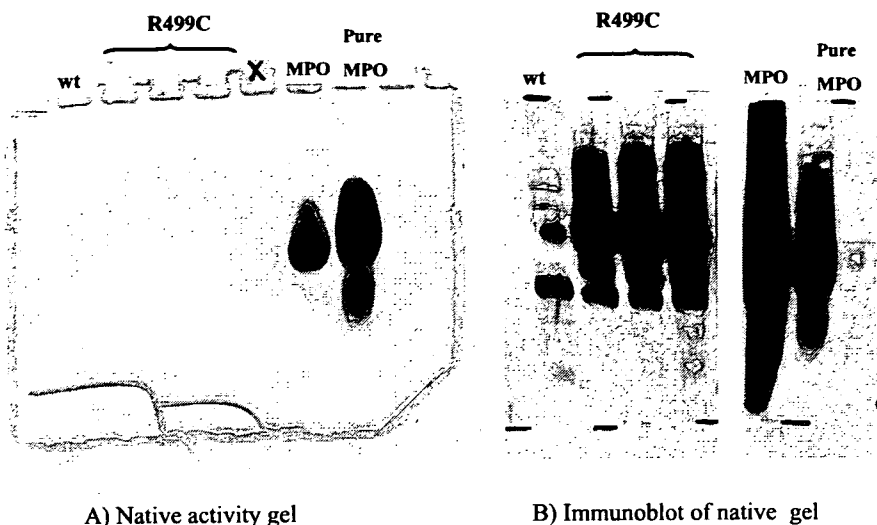 R499C
wt
X
MPO
Pure
MPO
A) Native activity gel
R499C
wt
MPO
Pure
MPO
B) Immunoblot of native gel